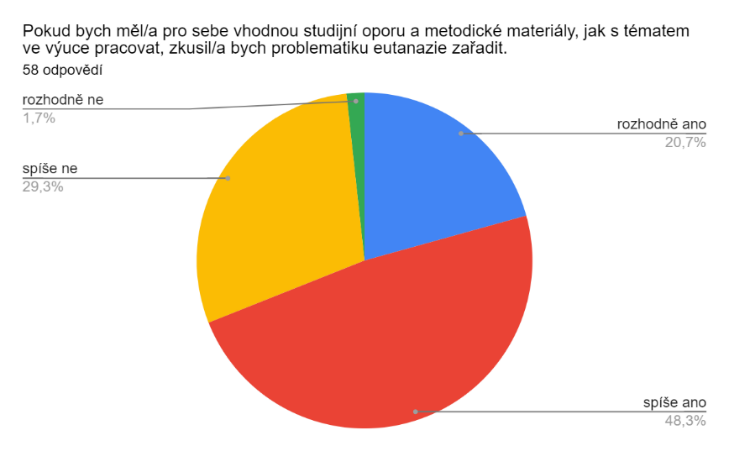 Pokud bych měl/a pro sebe vhodnou studijní oporu a metodické materiály, jak s tématem
ve výuce pracovat, zkusil/a bych problematiku eutanazie zařadit.
58 odpovědí
rozhodně ne
1,7%
rozhodně ano
20,7%
spíše ne
29,3%
spíše ano
48,3%